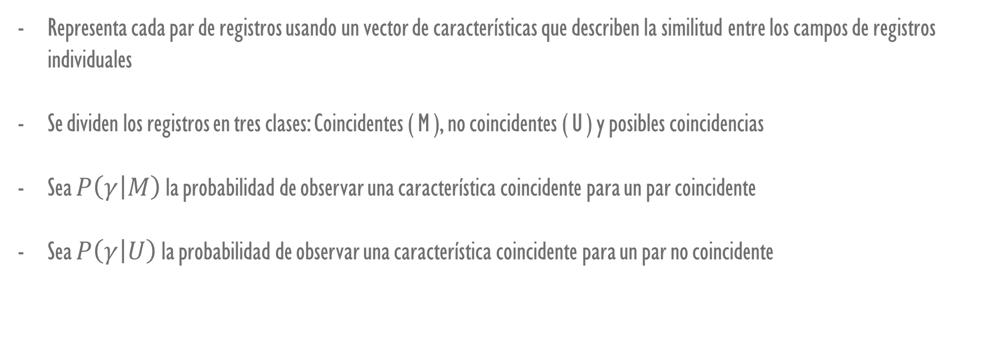 - Representa cada par de registros usando un vector de características que describen la similitud entre los campos de registros
individuales
- Se dividen los registros en tres clases: Coincidentes ( M ), no coincidentes ( U ) y posibles coincidencias
- Sea P(γ|M) la probabilidad de observar una característica coincidente para un par coincidente
- Sea P(γ|U) la probabilidad de observar una característica coincidente para un par no coincidente